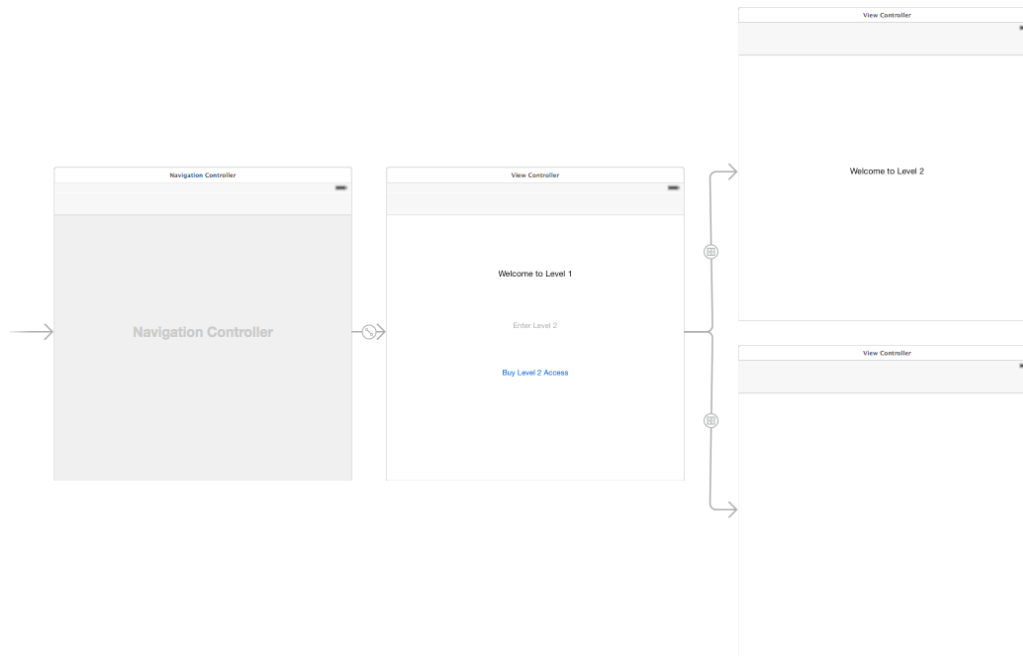 View Controller
Welcome to Level 2
Navigation Controller
Navigation Controller
View Controller
Welcome to Level 1
Enter Level 2
Buy Level 2 Access
View Controller